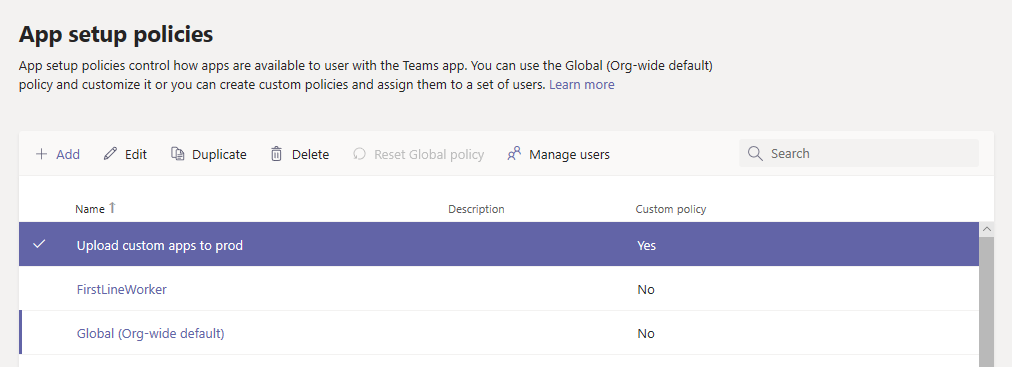 App setup policies
App setup policies control how apps are available to user with the Teams app. You can use the Global (Org-wide default)
policy and customize it or you can create custom policies and assign them to a set of users. Learn more
Add Edit Duplicate Delete Reset Global policy Manage users Search
Name Description Custom policy
Upload custom apps to prod Yes
FirstLineWorker No
Global (Org-wide default) No